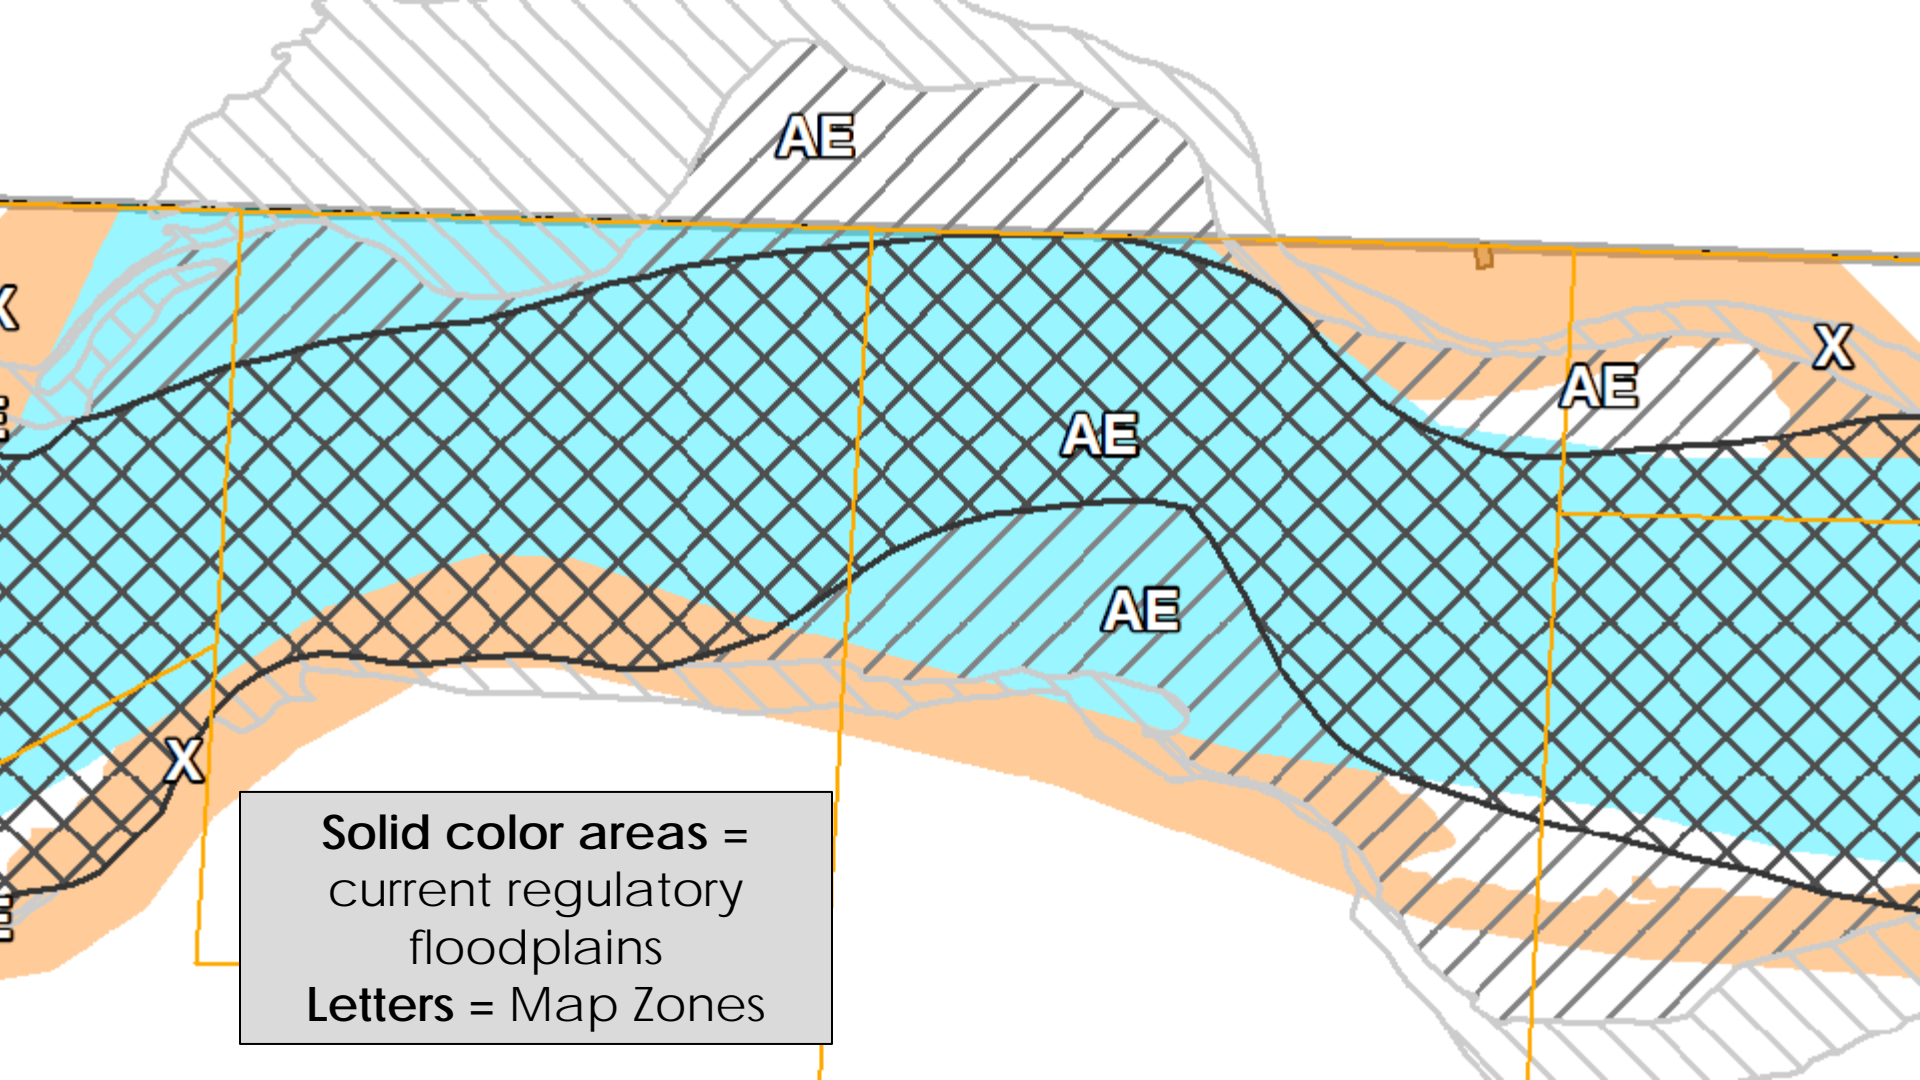 AE
X
AE
X
AE
E
AE
X
Solid color areas =
current regulatory
floodplains
Letters = Map Zones
E